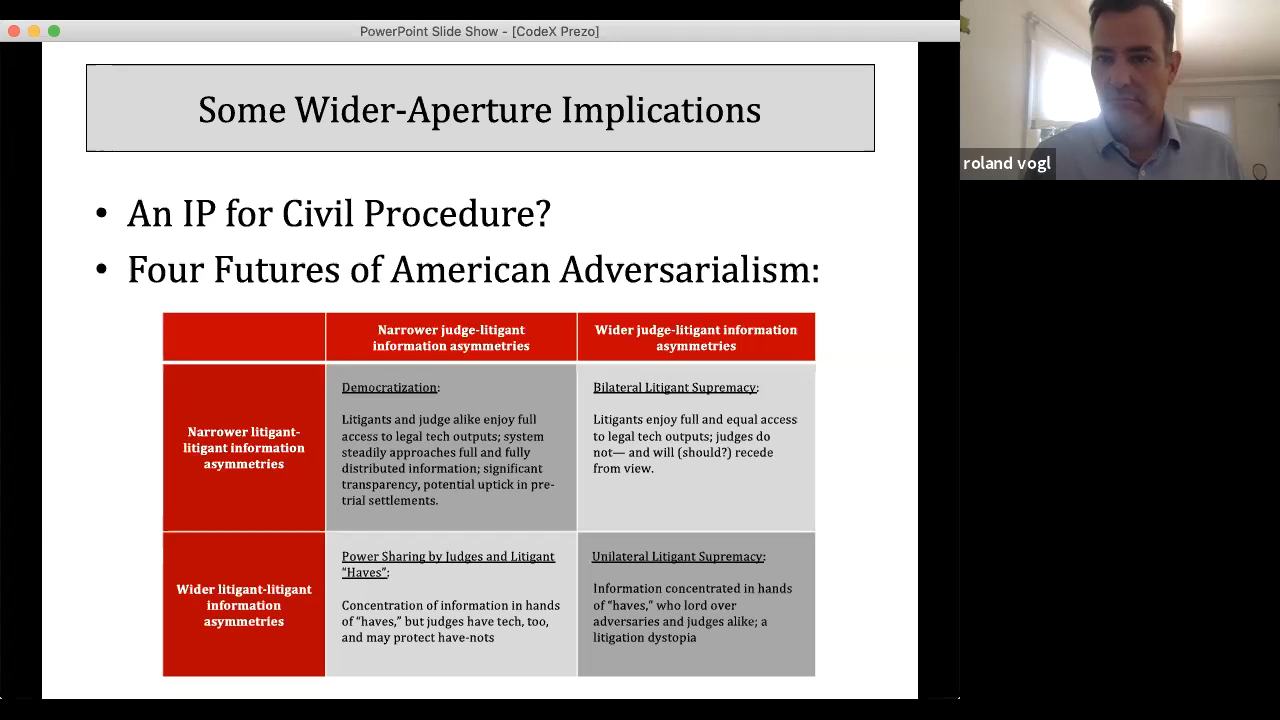 PowerPoint Slide Show - [CodeX Prezo]
Some Wider-Aperture Implications
• An IP for Civil Procedure?
• Four Futures of American Adversarialism:
Narrower judge-litigant
information asymmetries
Wider judge-litigant information
asymmetries
Narrower litigant-
litigant information
asymmetries
Democratization:
Litigants and judge alike enjoy full
access to legal tech outputs; system
steadily approaches full and fully
distributed information; significant
transparency, potential uptick in pre-
trial settlements.
Bilateral Litigant Supremacy:
Litigants enjoy full and equal access
to legal tech outputs; judges do
not— and will (should?) recede
from view.
Wider litigant-litigant
information
asymmetries
Power Sharing by Judges and Litigant
“Haves”:
Concentration of information in hands
of “haves,” but judges have tech, too,
and may protect have-nots
Unilateral Litigant Supremacy:
Information concentrated in hands
of “haves,” who lord over
adversaries and judges alike; a
litigation dystopia
roland vogl